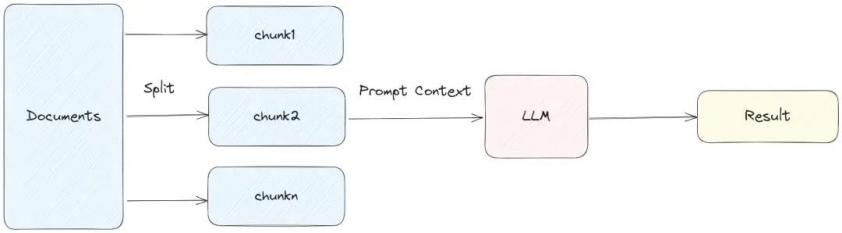 Documents
Split
chunk1
chunk2
chunkn
Prompt Context
LLM
Result